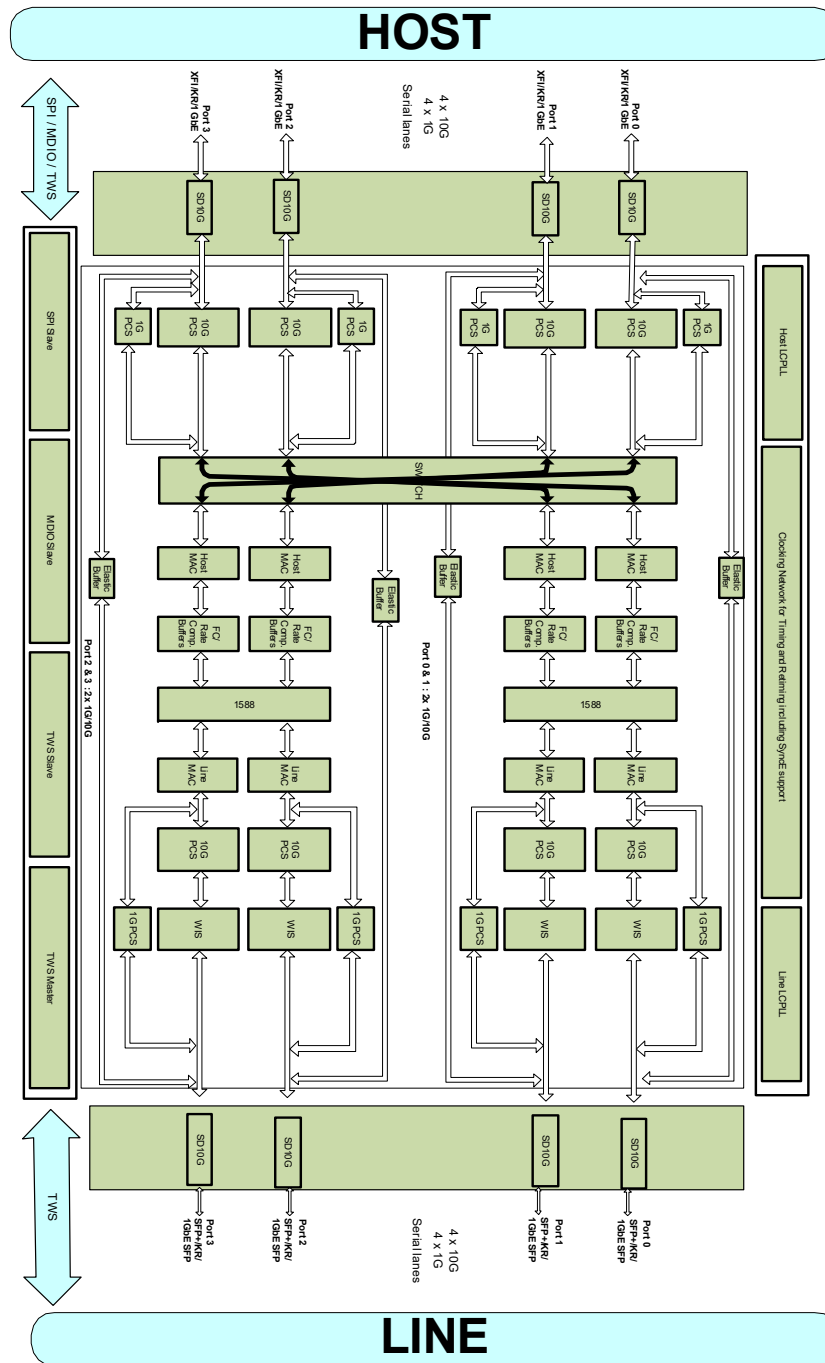 HOST
SPI / MDIO / TWS
Port 3
XFI/KR/1 GbE
Port 2
XFI/KR/1 GbE
4 x 10G
4 x 1G
Serial lanes
Port 1
XFI/KR/1 GbE
Port 0
XFI/KR/1 GbE
SD10G
SD10G
SD10G
SD10G
SPI Slave
MDIO Slave
TWS Slave
TWS Master
Host LCPLL
Clocking Network for Timing and Retiming including SyncE support
Line LCPLL
1G
PCS
10G
PCS
10G
PCS
1G
PCS
1G
PCS
10G
PCS
10G
PCS
1G
PCS
SWITCH
Elastic
Buffer
Host
MAC
Host
MAC
Elastic
Buffer
Elastic
Buffer
Host
MAC
Host
MAC
Elastic
Buffer
FC/
Rate
Comp.
Buffers
FC/
Rate
Comp.
Buffers
FC/
Rate
Comp.
Buffers
FC/
Rate
Comp.
Buffers
Port 2 & 3 : 2x 1G/10G
Port 0 & 1 : 2x 1G/10G
1588
1588
Line
MAC
Line
MAC
Line
MAC
Line
MAC
10G
PCS
10G
PCS
10G
PCS
10G
PCS
1G PCS
WIS
WIS
1G PCS
1G PCS
WIS
WIS
1G PCS
SD10G
SD10G
SD10G
SD10G
TWS
Port 3
SFP+/KR/
1GbE SFP
Port 2
SFP+/KR/
1GbE SFP
4 x 10G
4 x 1G
Serial lanes
Port 1
SFP+/KR/
1GbE SFP
Port 0
SFP+/KR/
1GbE SFP
LINE